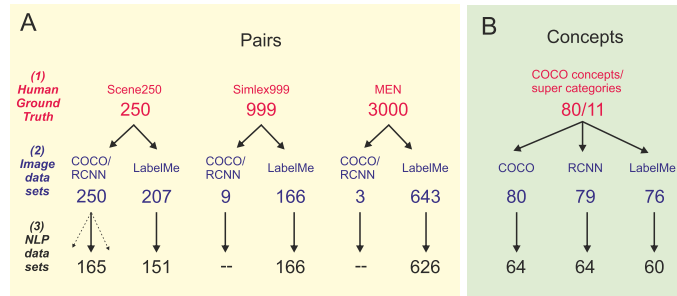 A
Pairs
(1)
Human
Ground
Truth
Scene250
250
Simlex999
999
MEN
3000
(2)
Image
data
sets
COCO/
RCNN
250
LabelMe
207
COCO/
RCNN
9
LabelMe
166
COCO/
RCNN
3
LabelMe
643
(3)
NLP
data
sets
165
151
--
166
--
626
B
Concepts
COCO concepts/
super categories
80/11
COCO
RCNN
LabelMe
80
79
76
64
64
60